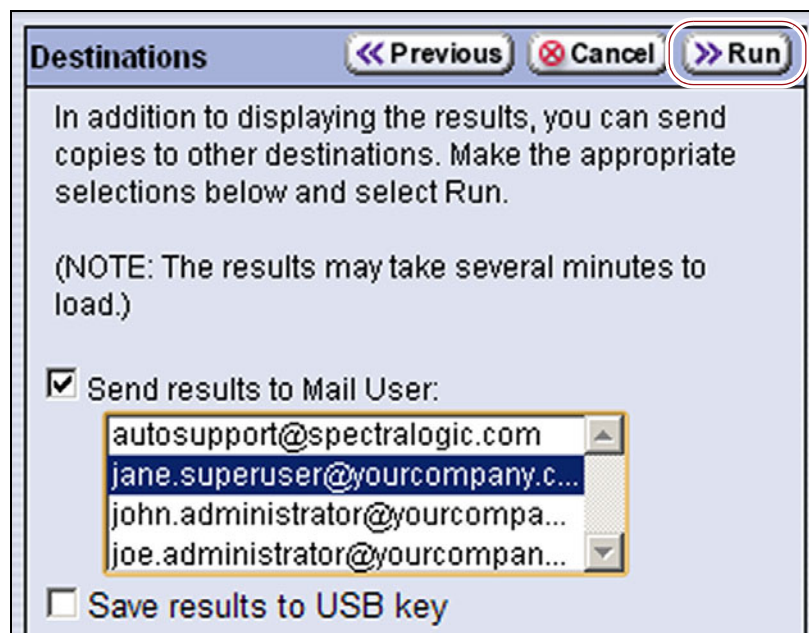 Destinations Previous Cancel Run
In addition to displaying the results, you can send
copies to other destinations. Make the appropriate
selections below and select Run.
(NOTE: The results may take several minutes to
load.)
Send results to Mail User:
autosupport@spectralogic.com
jane.superuser@yourcompany.c...
john.administrator@yourcompa...
joe.administrator@yourcompan...
Save results to USB key